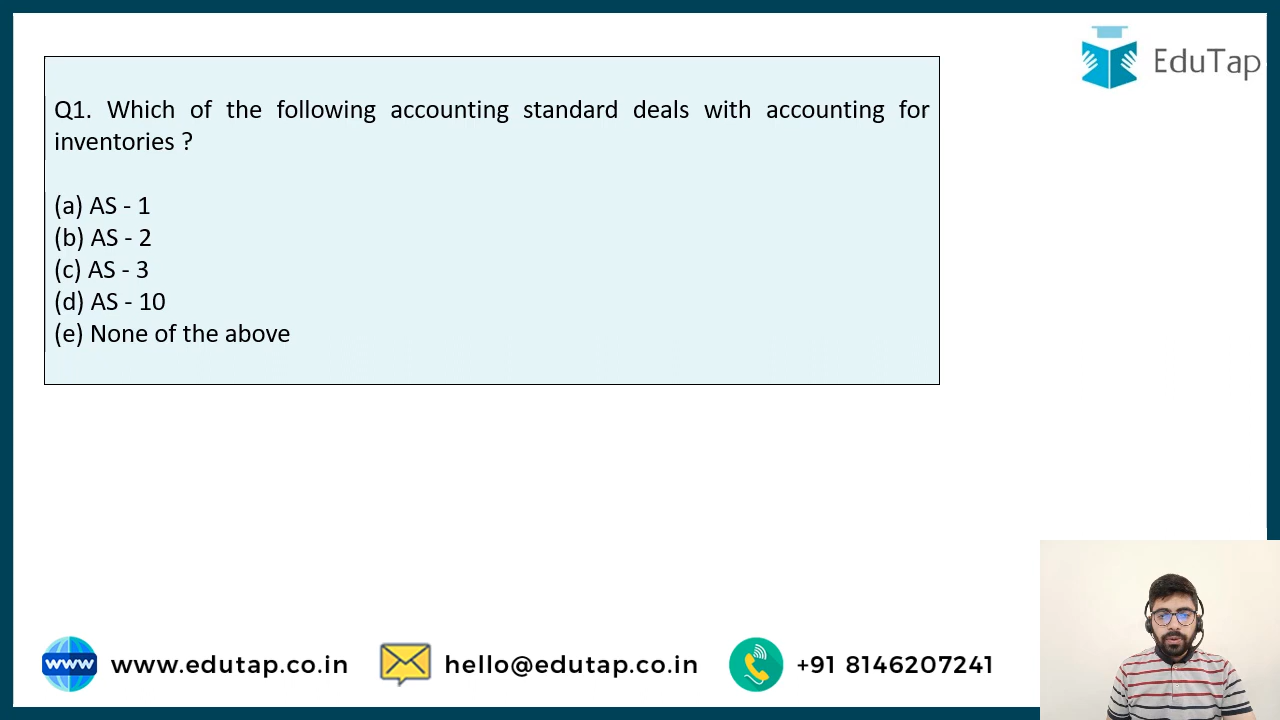 EduTap
Q1. Which of the following accounting standard deals with accounting for
inventories ?
(a) AS - 1
(b) AS - 2
(c) AS - 3
(d) AS - 10
(e) None of the above
www www.edutap.co.in hello@edutap.co.in +91 8146207241